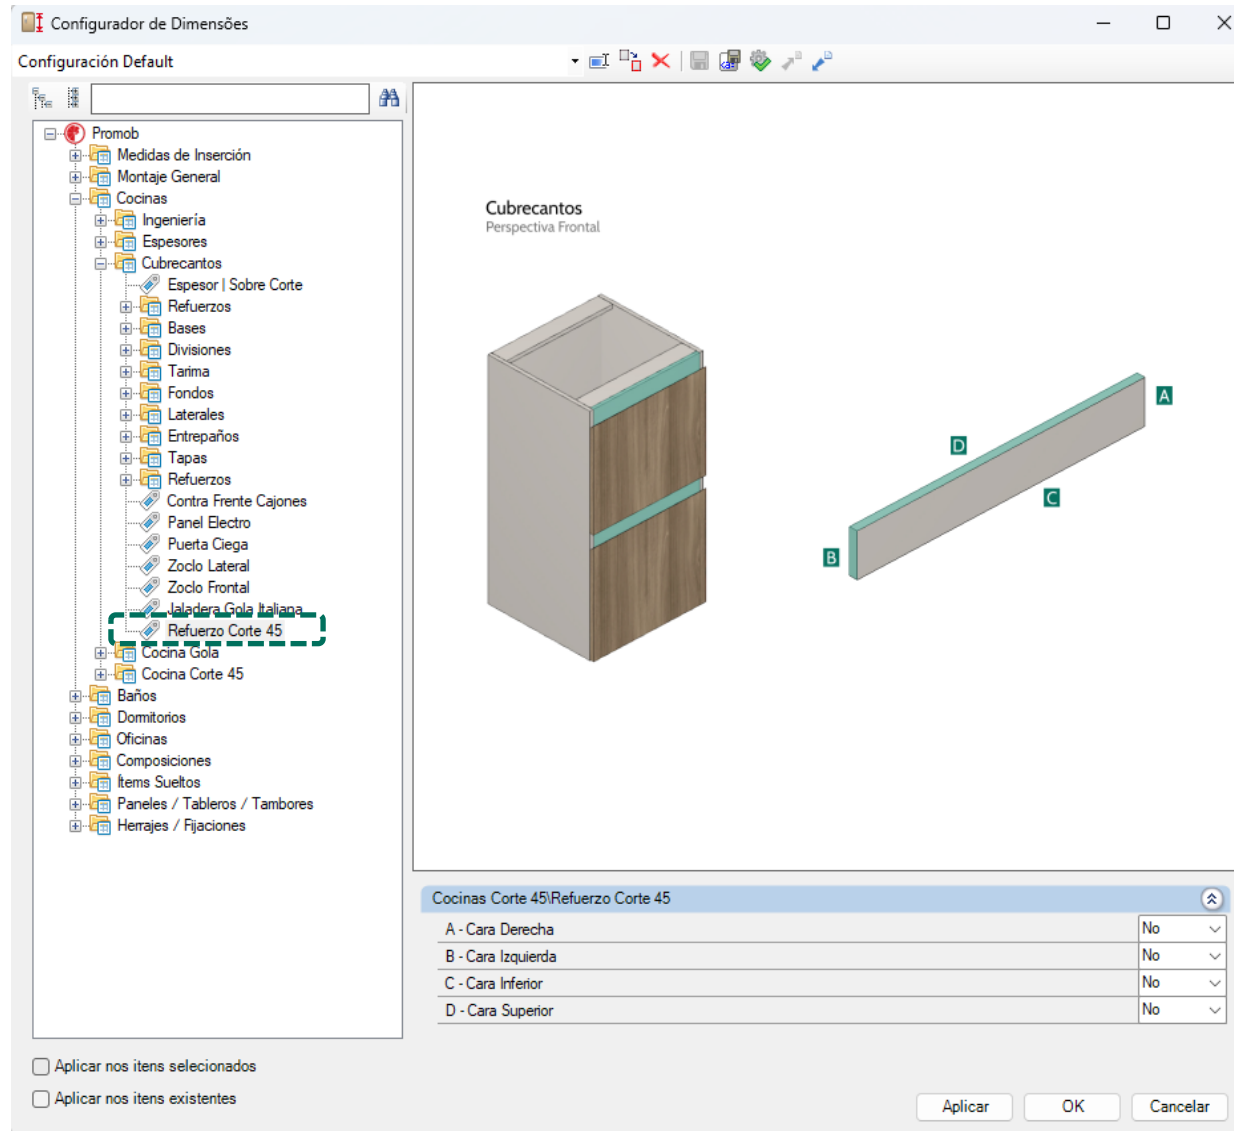 Configurador de Dimensões
Configuración Default
Promob
Medidas de Inserción
Montaje General
Cocinas
Ingeniería
Espesores
Cubrecantos
Espesor | Sobre Corte
Refuerzos
Bases
Divisiones
Tarima
Fondos
Laterales
Entrepaños
Tapas
Refuerzos
Contra Frente Cajones
Panel Electro
Puerta Ciega
Zoclo Lateral
Zoclo Frontal
Jaladera Gola Italiana
Refuerzo Corte 45
Cocina Gola
Cocina Corte 45
Baños
Dormitorios
Oficinas
Composiciones
Ítems Sueltos
Paneles / Tableros / Tambores
Herrajes / Fijaciones
Cubrecantos
Perspectiva Frontal
A
D
C
B
Cocinas Corte 45\Refuerzo Corte 45
A - Cara Derecha No
B - Cara Izquierda No
C - Cara Inferior No
D - Cara Superior No
Aplicar nos itens selecionados
Aplicar nos itens existentes
Aplicar OK Cancelar